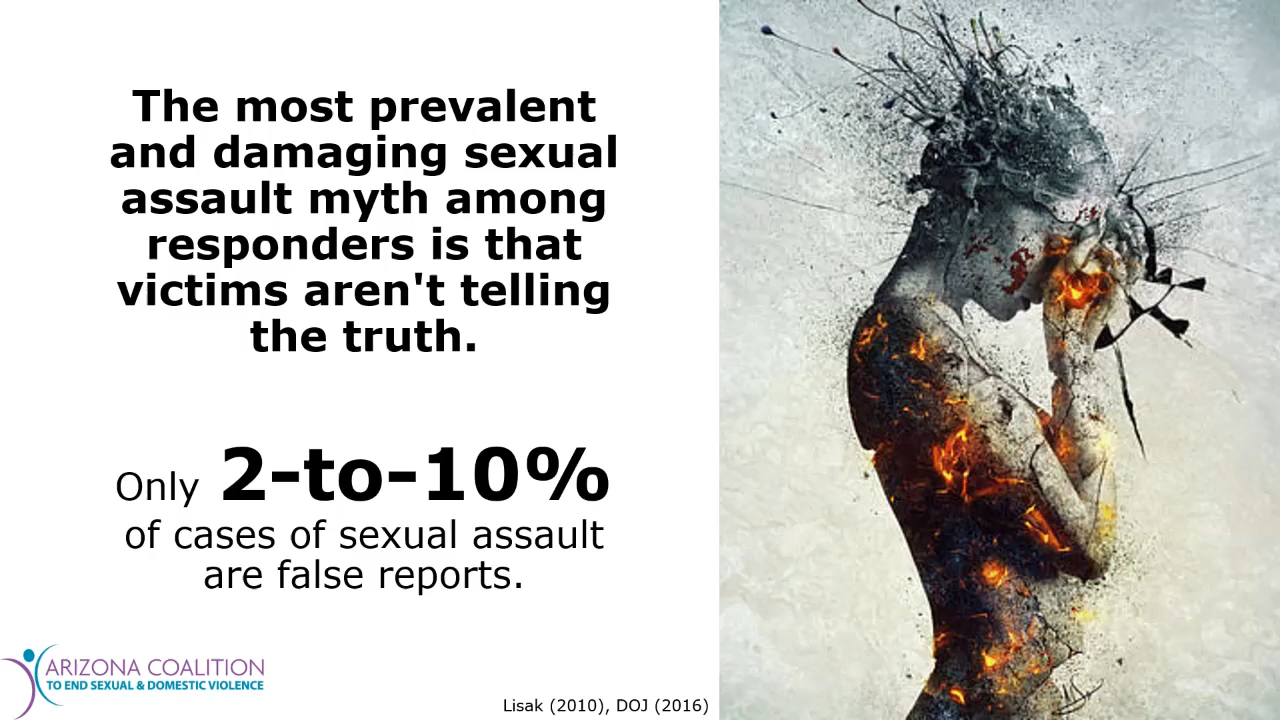 The most prevalent
and damaging sexual
assault myth among
responders is that
victims aren't telling
the truth.
Only 2-to-10%
of cases of sexual assault
are false reports.
ARIZONA COALITION
TO END SEXUAL & DOMESTIC VIOLENCE
Lisak (2010), DOJ (2016)